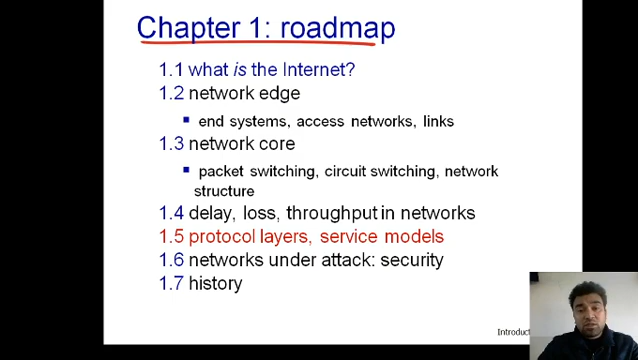 Chapter 1: roadmap
1.1 what is the Internet?
1.2 network edge
end systems, access networks, links
1.3 network core
packet switching, circuit switching, network
structure
1.4 delay, loss, throughput in networks
1.5 protocol layers, service models
1.6 networks under attack: security
1.7 history
Introduct